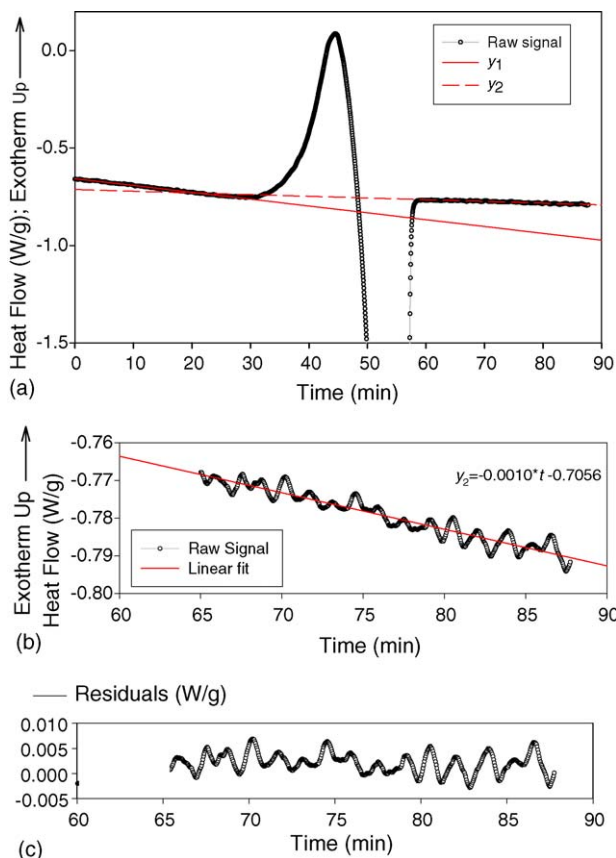 Heat Flow (W/g); Exotherm Up
0.0
-0.5
-1.0
-1.5
Raw signal
y1
y2
0 10 20 30 40 50 60 70 80 90
Time (min)
(a)
Exotherm Up
Heat Flow (W/g)
-0.76
-0.77
-0.78
-0.79
-0.80
y2=-0.0010*t -0.7056
Raw Signal
Linear fit
60 65 70 75 80 85 90
Time (min)
(b)
Residuals (W/g)
0.010
0.005
0.000
-0.005
60 65 70 75 80 85 90
Time (min)
(c)